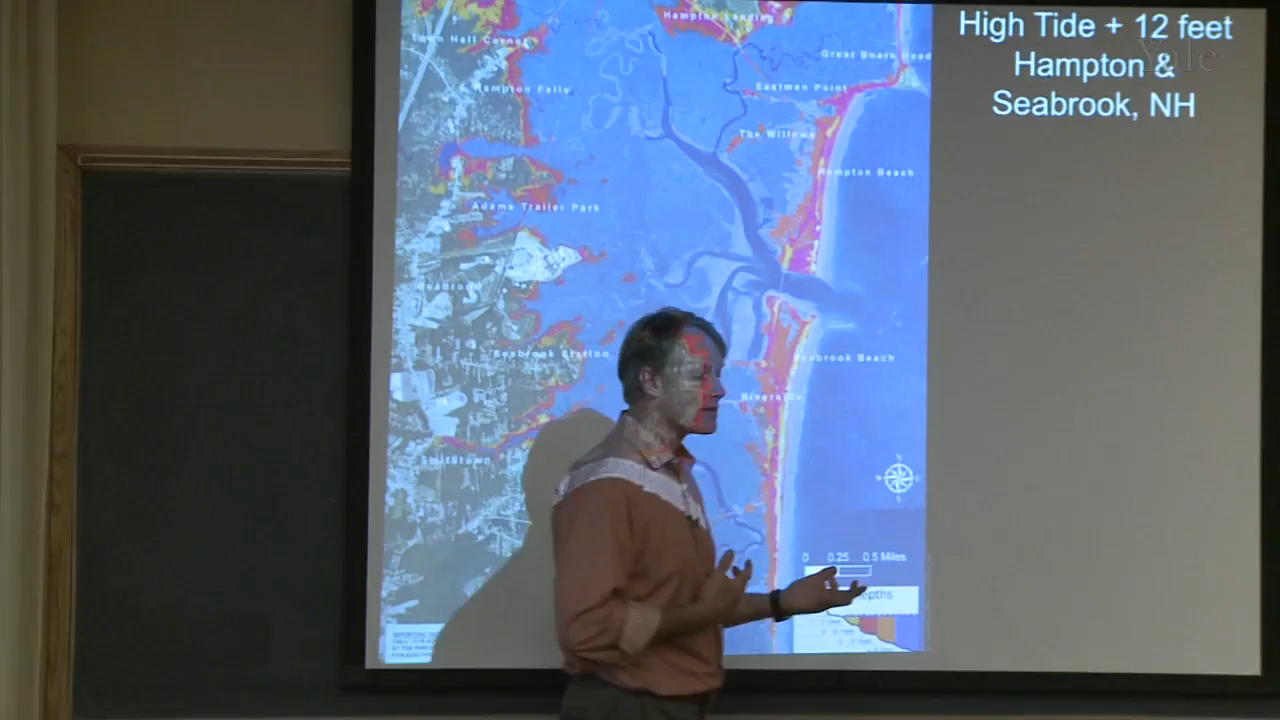 High Tide + 12 feet
Hampton &
Seabrook, NH
Yale
Hampton Landing
Town Hall Corner
Great Boars Head
Hampton Falls
Eastman Point
The Willows
Hampton Beach
Adams Trailer Park
Seabrook
Seabrook Station
Seabrook Beach
Riverside
Smithtown
N
S
0 0.25 0.5 Miles